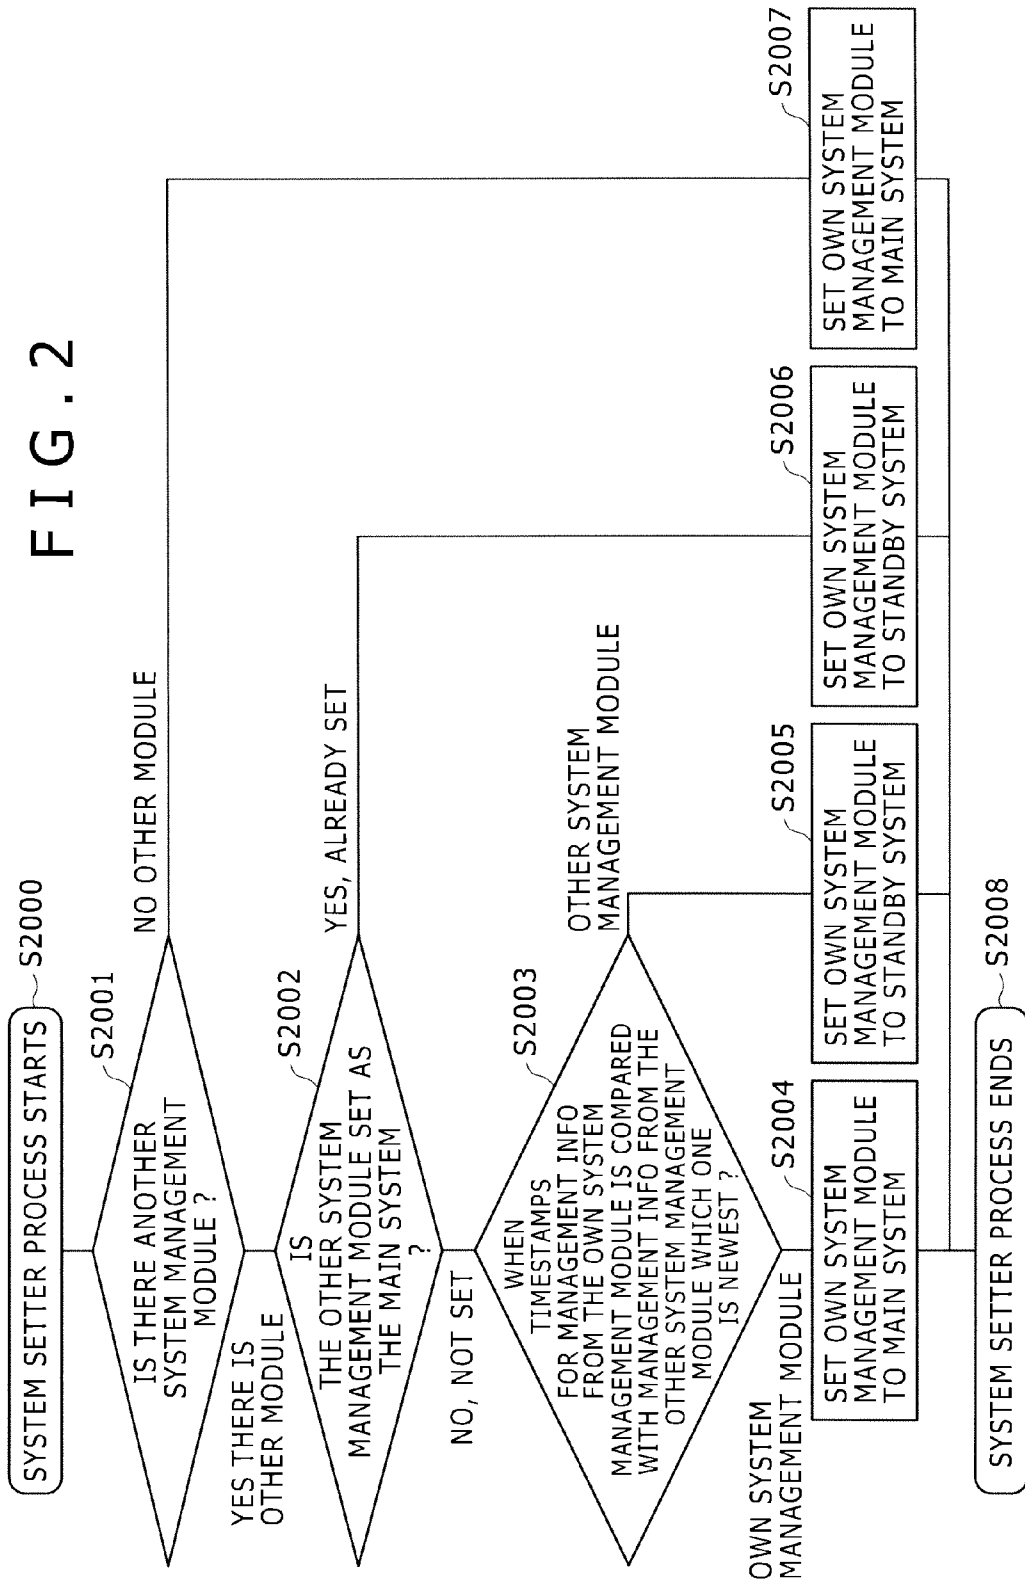 FIG. 2
SYSTEM SETTER PROCESS STARTS
S2000
IS THERE ANOTHER
SYSTEM MANAGEMENT
MODULE ?
S2001
NO OTHER MODULE
YES THERE IS
OTHER MODULE
IS
THE OTHER SYSTEM
MANAGEMENT MODULE SET AS
THE MAIN SYSTEM
?
S2002
YES, ALREADY SET
NO, NOT SET
WHEN
TIMESTAMPS
FOR MANAGEMENT INFO
FROM THE OWN SYSTEM
MANAGEMENT MODULE IS COMPARED
WITH MANAGEMENT INFO FROM THE
OTHER SYSTEM MANAGEMENT
MODULE WHICH ONE
IS NEWEST ?
S2003
OTHER SYSTEM
MANAGEMENT MODULE
OWN SYSTEM
MANAGEMENT MODULE
S2004
SET OWN SYSTEM
MANAGEMENT MODULE
TO MAIN SYSTEM
S2005
SET OWN SYSTEM
MANAGEMENT MODULE
TO STANDBY SYSTEM
S2006
SET OWN SYSTEM
MANAGEMENT MODULE
TO STANDBY SYSTEM
S2007
SET OWN SYSTEM
MANAGEMENT MODULE
TO MAIN SYSTEM
SYSTEM SETTER PROCESS ENDS
S2008